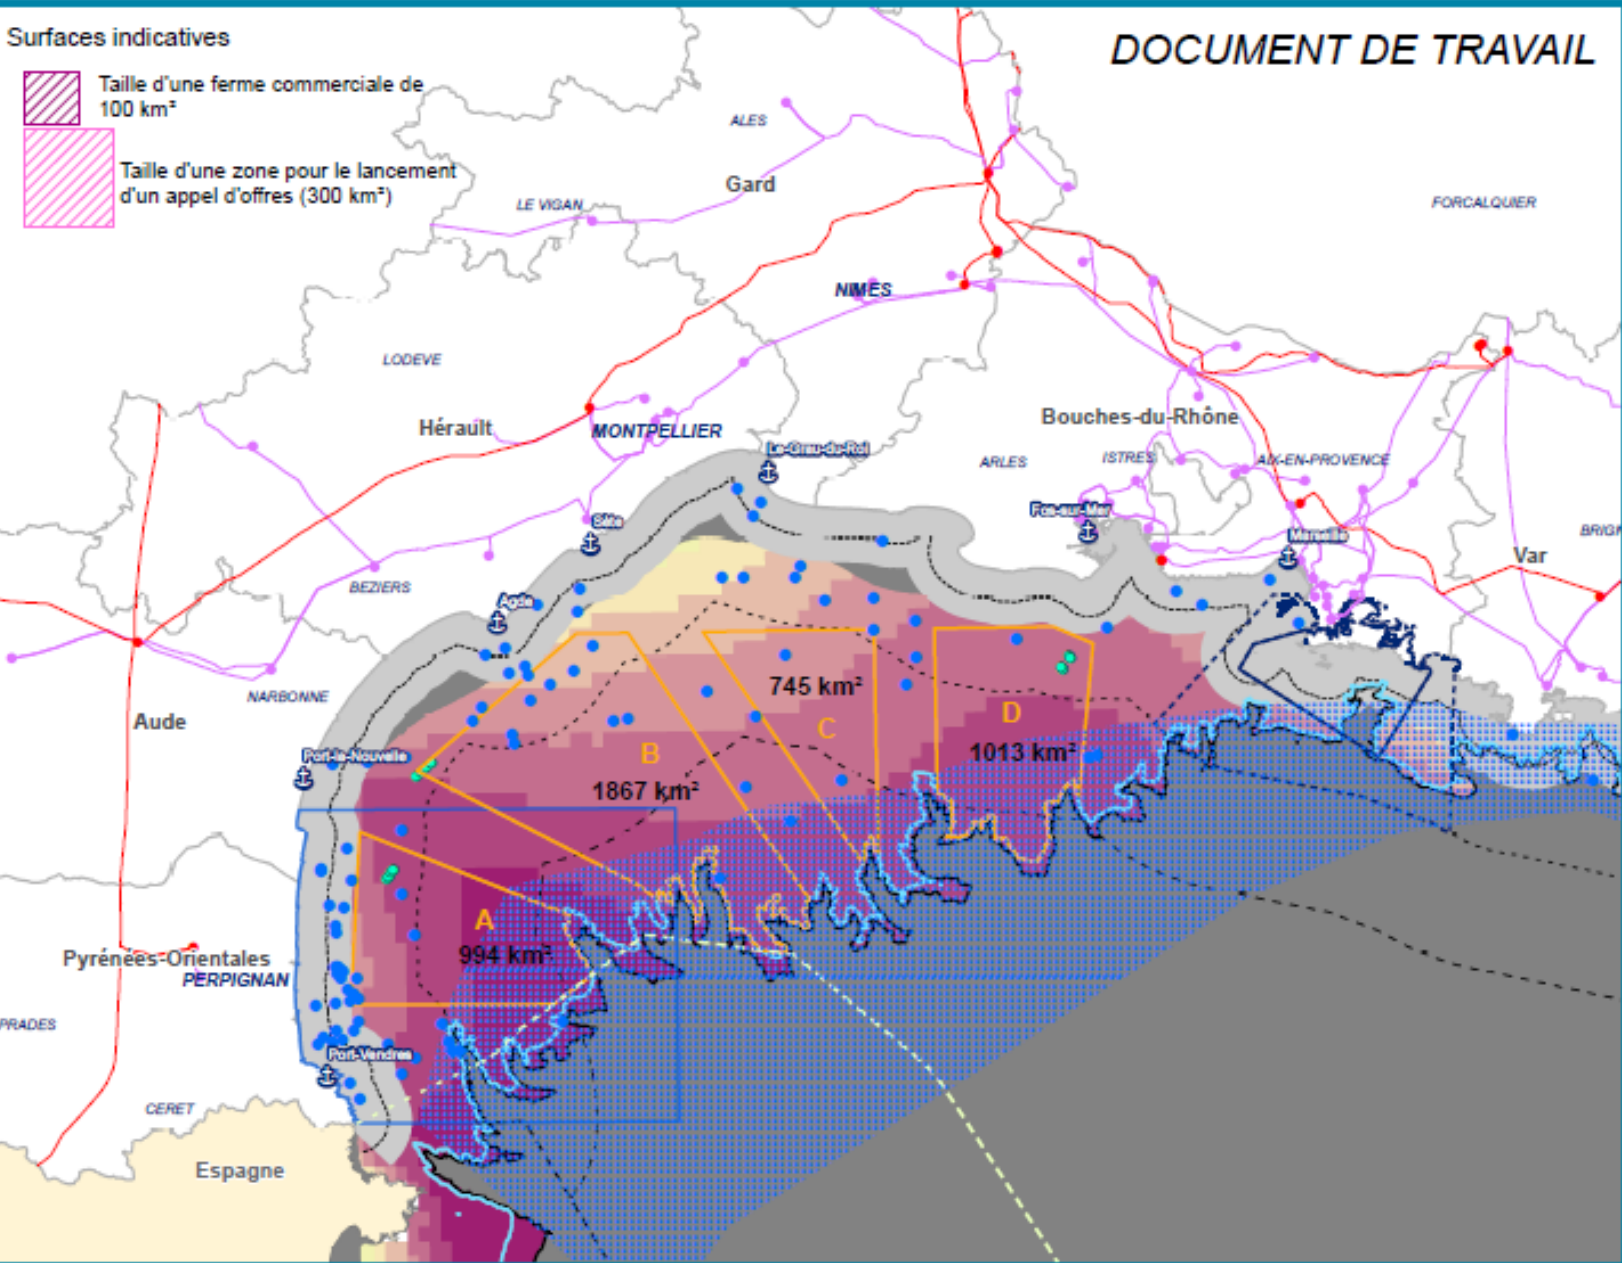 Surfaces indicatives
DOCUMENT DE TRAVAIL
Taille d'une ferme commerciale de
100 km²
Taille d'une zone pour le lancement
d'un appel d'offres (300 km²)
ALES
Gard
LE VIGAN
FORCALQUIER
NIMES
LODEVE
Hérault
MONTPELLIER
Bouches-du-Rhône
Le-Grau-du-Roi
ARLES
ISTRES
AIX-EN-PROVENCE
Fos-sur-Mer
Sète
Marseille
BRIGN
Var
BEZIERS
Agde
NARBONNE
Aude
745 km²
C
D
B
1013 km²
Port-la-Nouvelle
1867 km²
A
994 km²
Pyrénées-Orientales
PERPIGNAN
PRADES
Port-Vendres
CERET
Espagne